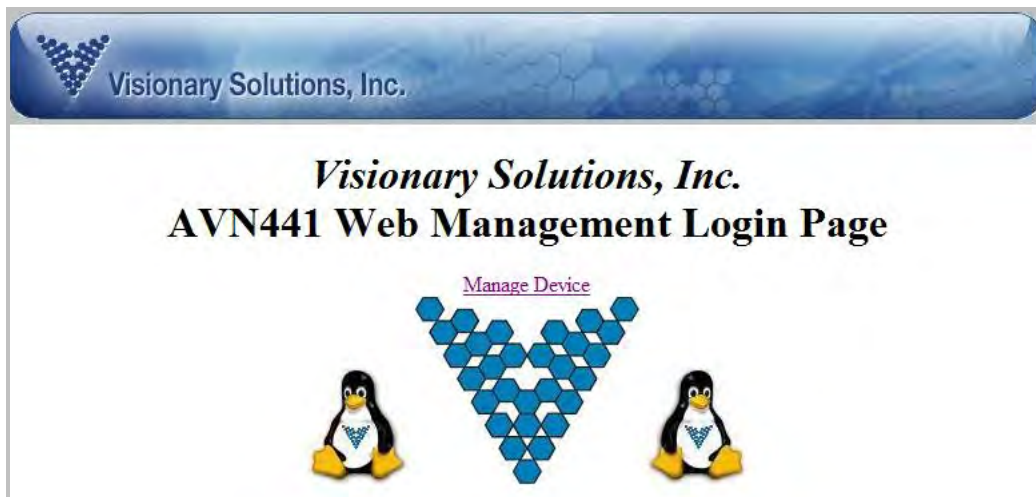 Visionary Solutions, Inc.
Visionary Solutions, Inc.
AVN441 Web Management Login Page
Manage Device